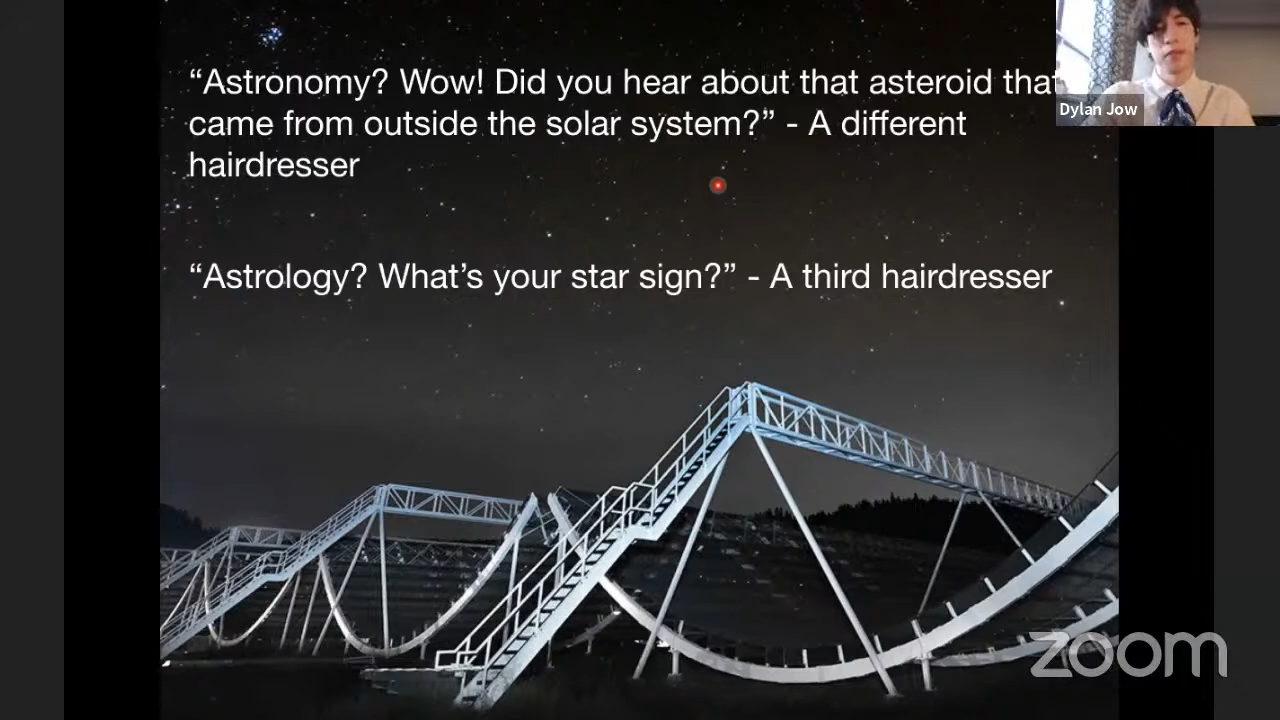 “Astronomy? Wow! Did you hear about that asteroid that
came from outside the solar system?” - A different
hairdresser
Dylan Jow
“Astrology? What’s your star sign?” - A third hairdresser
zoom